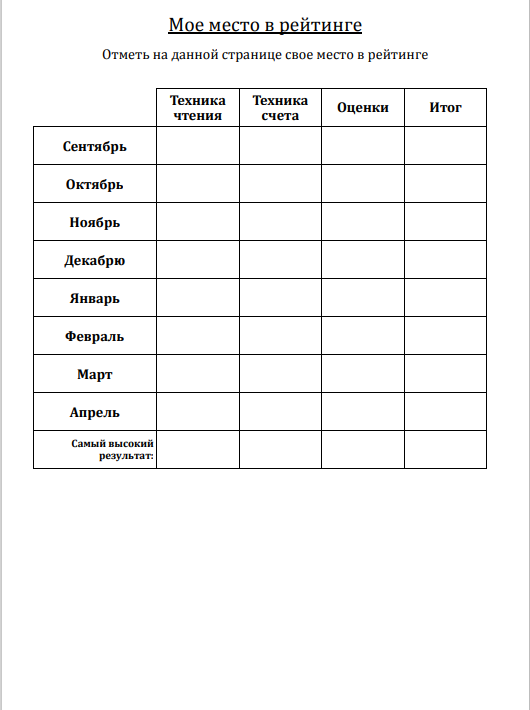 Мое место в рейтинге
Отметь на данной странице свое место в рейтинге
Техника чтения
Техника счета
Оценки
Итог
Сентябрь
Октябрь
Ноябрь
Декабрю
Январь
Февраль
Март
Апрель
Самый высокий
результат: